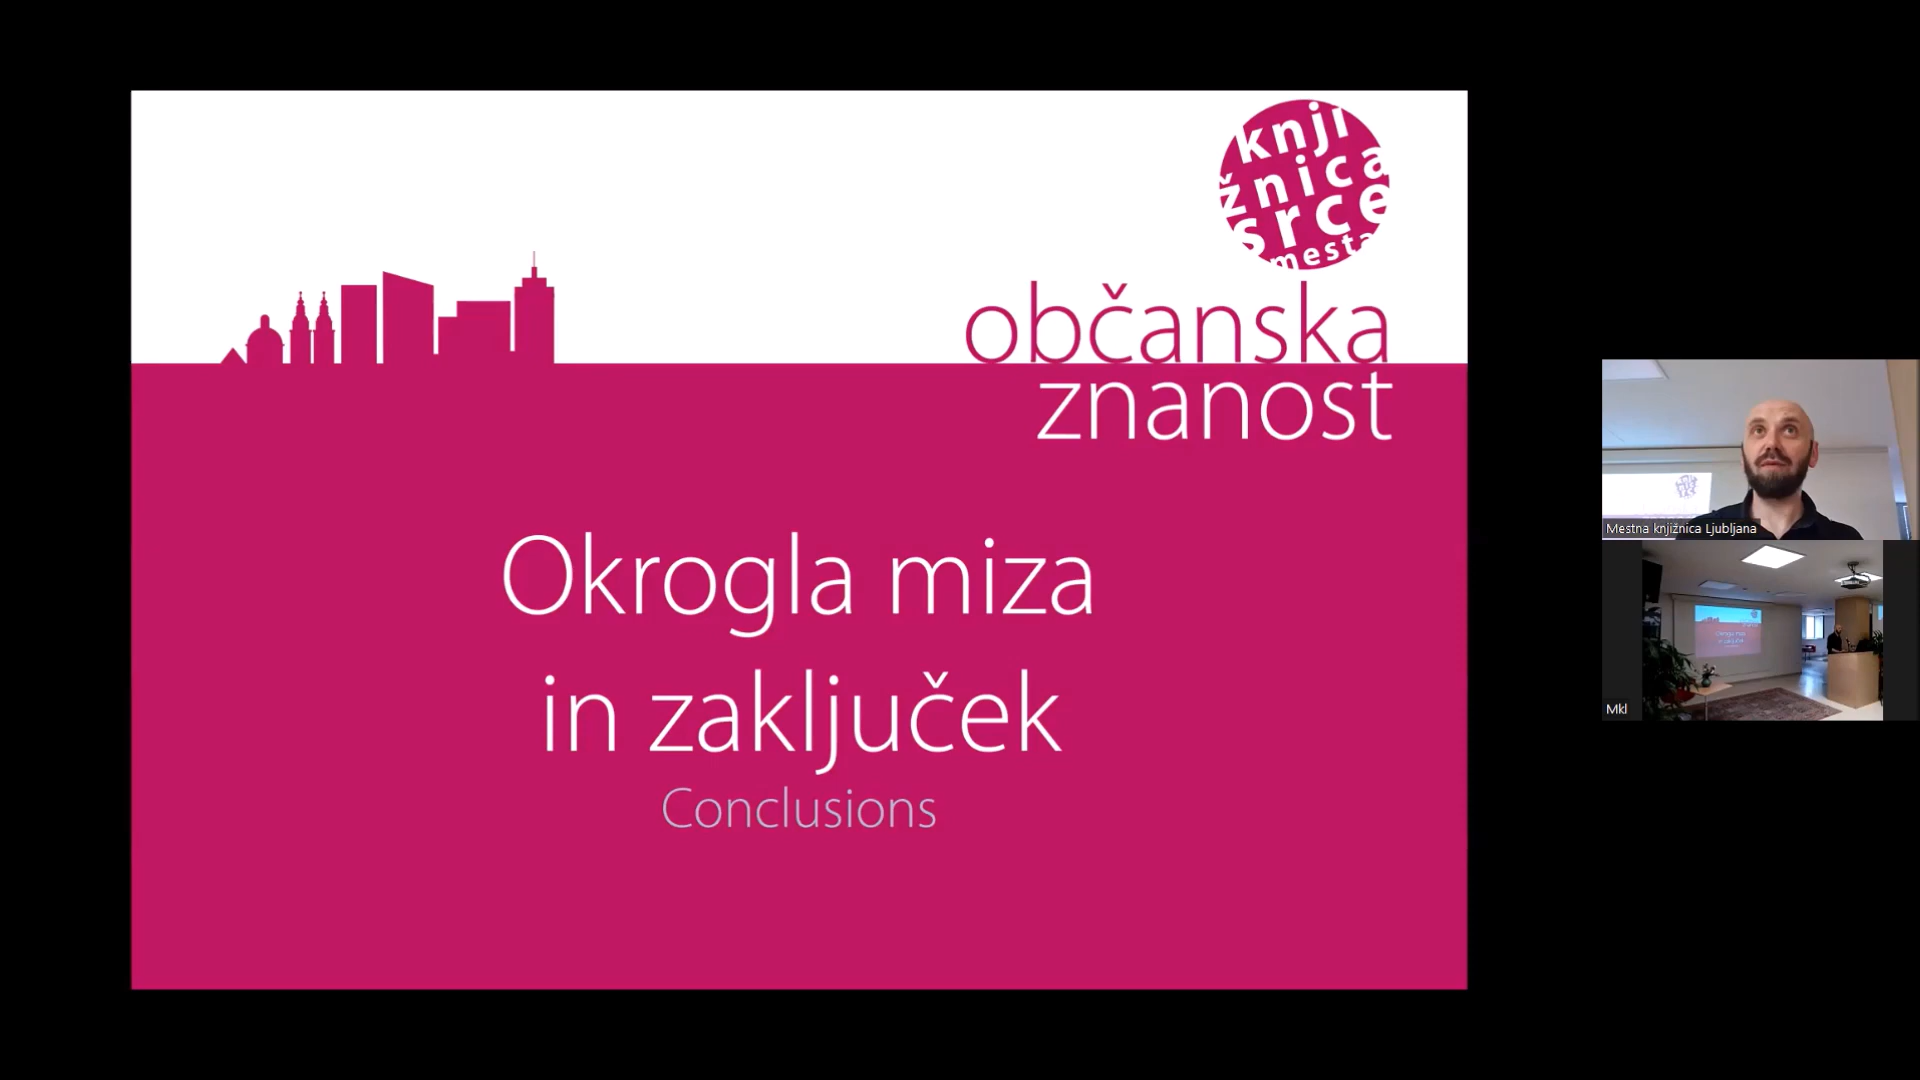 knji
žnica
srce
mesta
občanska
znanost
Okrogla miza
in zaključek
Conclusions
Mestna knjižnica Ljubljana
Mkl